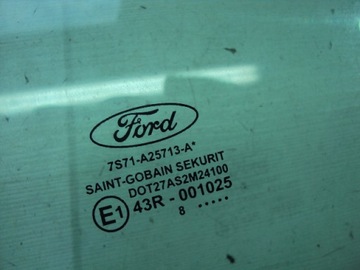 Ford
7S71-A25713-A*
SAINT-GOBAIN SEKURIT
DOT27AS2M24100
E1 43R - 001025
8 .....